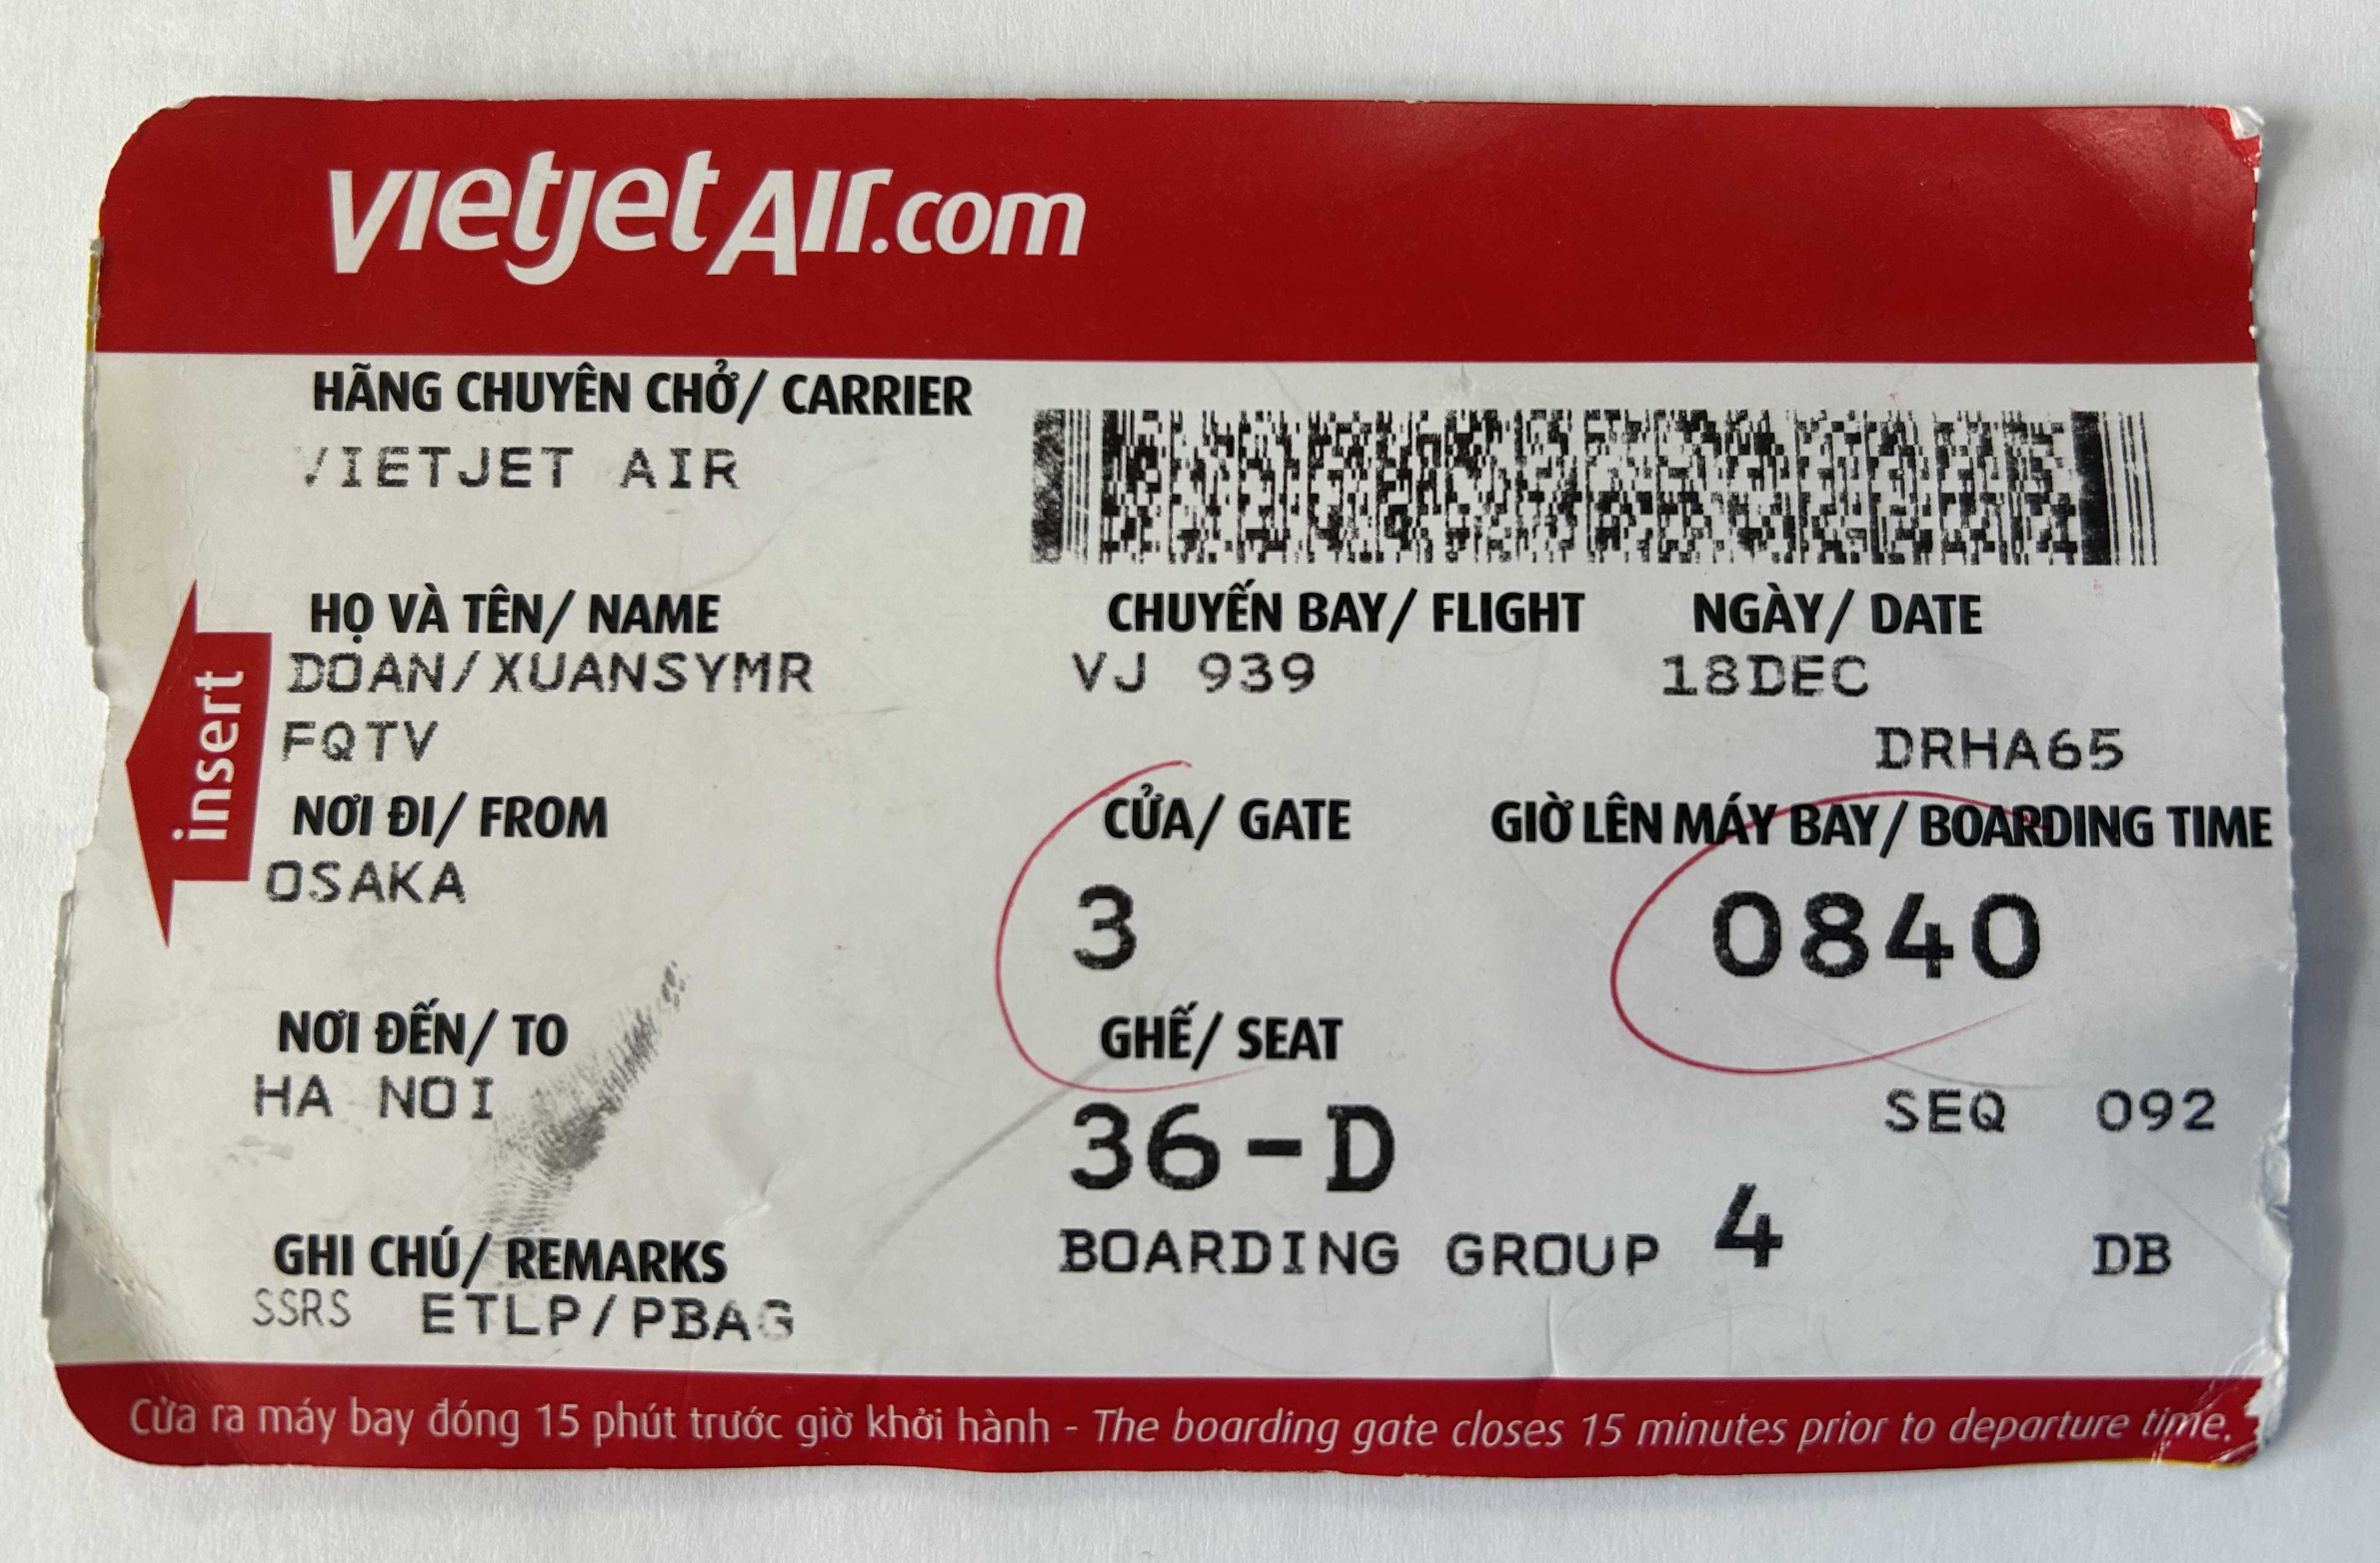 vietjetAir.com
HÃNG CHUYÊN CHỞ/ CARRIER
VIETJET AIR
HỌ VÀ TÊN/ NAME
DOAN/XUANSYMR
FQTV
CHUYẾN BAY/ FLIGHT
VJ 939
NGÀY/ DATE
18DEC
DRHA65
insert
NƠI ĐI/ FROM
OSAKA
CỬA/ GATE
3
GIỜ LÊN MÁY BAY/ BOARDING TIME
0840
NƠI ĐẾN/ TO
HA NOI
GHẾ/ SEAT
36-D
SEQ 092
BOARDING GROUP 4
DB
GHI CHÚ/ REMARKS
SSRS ETLP/PBAG
Cửa ra máy bay đóng 15 phút trước giờ khởi hành - The boarding gate closes 15 minutes prior to departure time.